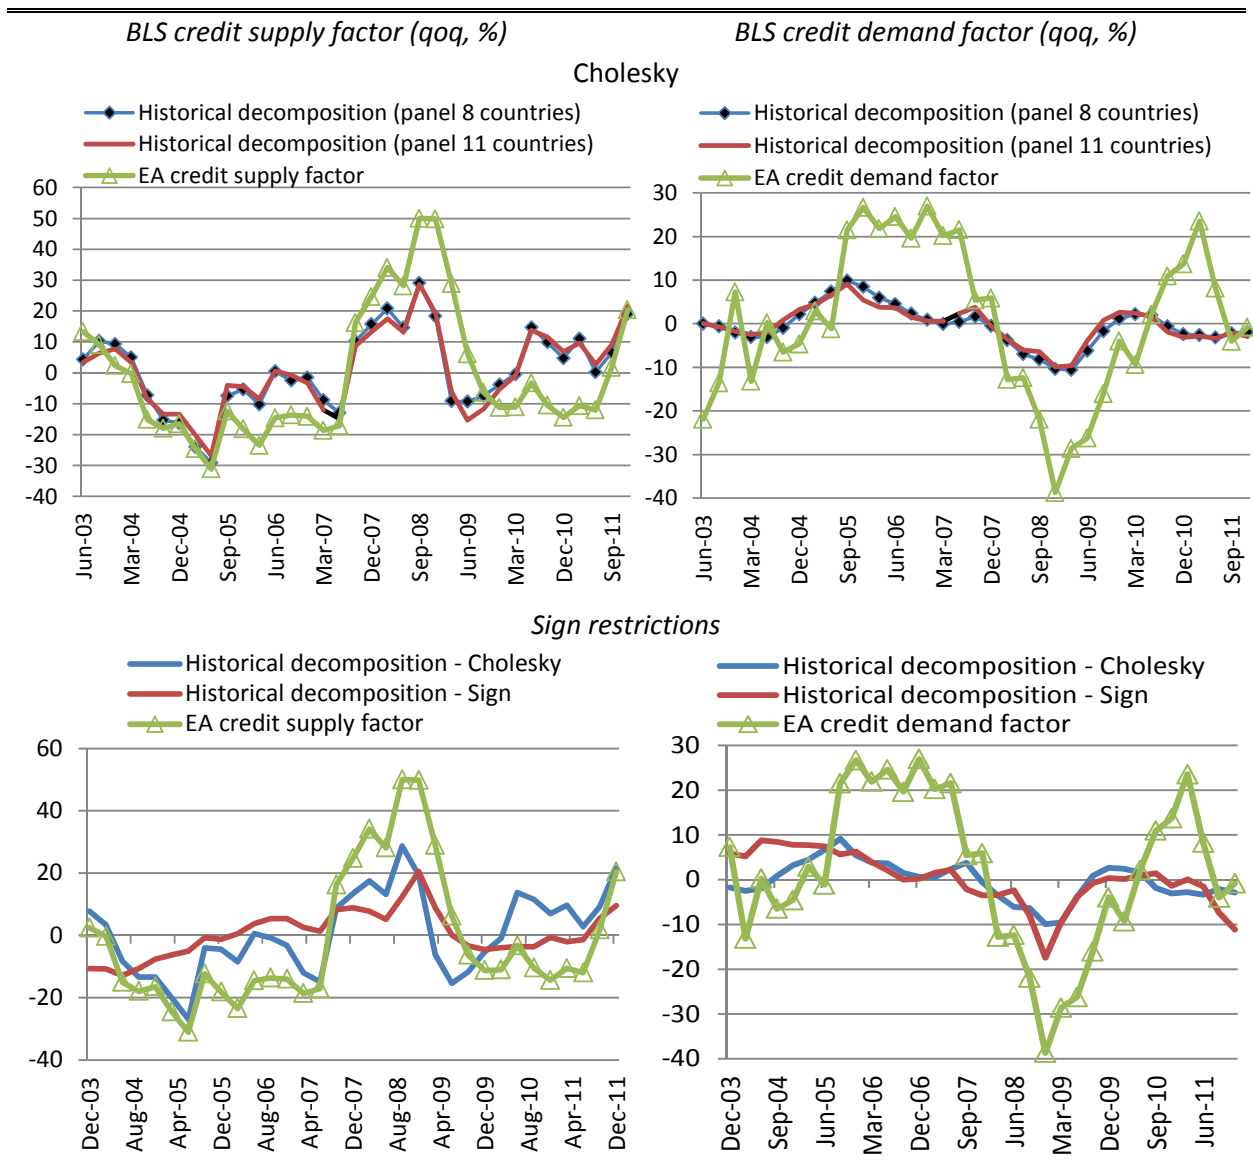 BLS credit supply factor (qoq, %)
BLS credit demand factor (qoq, %)
Cholesky
Historical decomposition (panel 8 countries)
Historical decomposition (panel 11 countries)
EA credit supply factor
60
50
40
30
20
10
0
-10
-20
-30
-40
Jun-03
Mar-04
Dec-04
Sep-05
Jun-06
Mar-07
Dec-07
Sep-08
Jun-09
Mar-10
Dec-10
Sep-11
Historical decomposition (panel 8 countries)
Historical decomposition (panel 11 countries)
EA credit demand factor
30
20
10
0
-10
-20
-30
-40
Jun-03
Mar-04
Dec-04
Sep-05
Jun-06
Mar-07
Dec-07
Sep-08
Jun-09
Mar-10
Dec-10
Sep-11
Sign restrictions
Historical decomposition - Cholesky
Historical decomposition - Sign
EA credit supply factor
60
40
20
0
-20
-40
Dec-03
Aug-04
Apr-05
Dec-05
Aug-06
Apr-07
Dec-07
Aug-08
Apr-09
Dec-09
Aug-10
Apr-11
Dec-11
Historical decomposition - Cholesky
Historical decomposition - Sign
EA credit demand factor
30
20
10
0
-10
-20
-30
-40
Dec-03
Sep-04
Jun-05
Mar-06
Dec-06
Sep-07
Jun-08
Mar-09
Dec-09
Sep-10
Jun-11